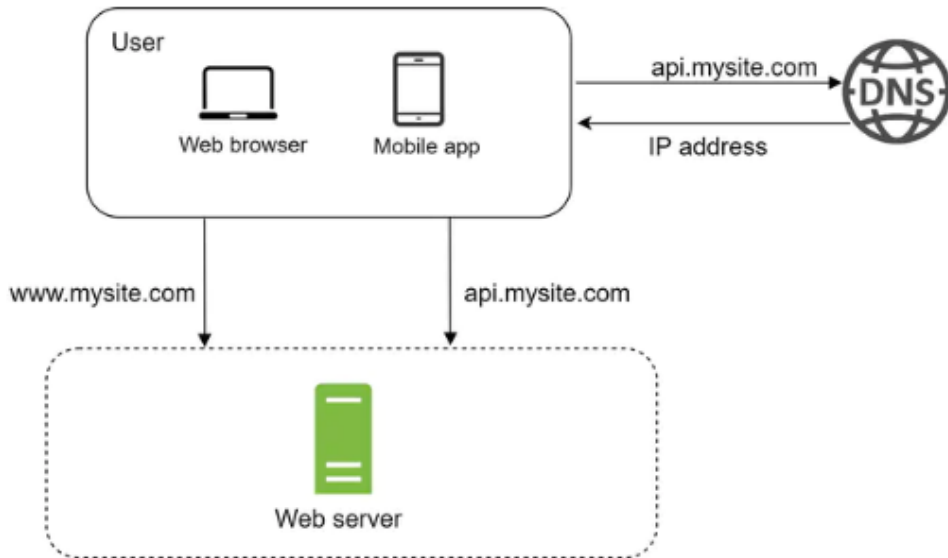 User
Web browser
Mobile app
api.mysite.com
DNS
IP address
www.mysite.com
api.mysite.com
Web server